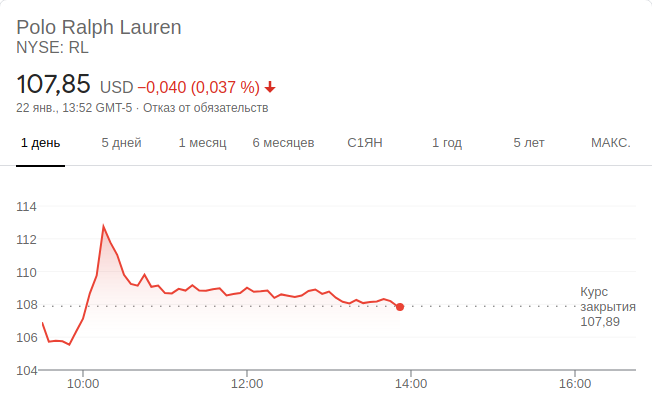 Polo Ralph Lauren
NYSE: RL
107,85 USD −0,040 (0,037 %)
22 янв., 13:52 GMT-5 · Отказ от обязательств
1 день 5 дней 1 месяц 6 месяцев С1ЯН 1 год 5 лет МАКС.
114
112
110
108
106
104
Курс
закрытия
107,89
10:00 12:00 14:00 16:00